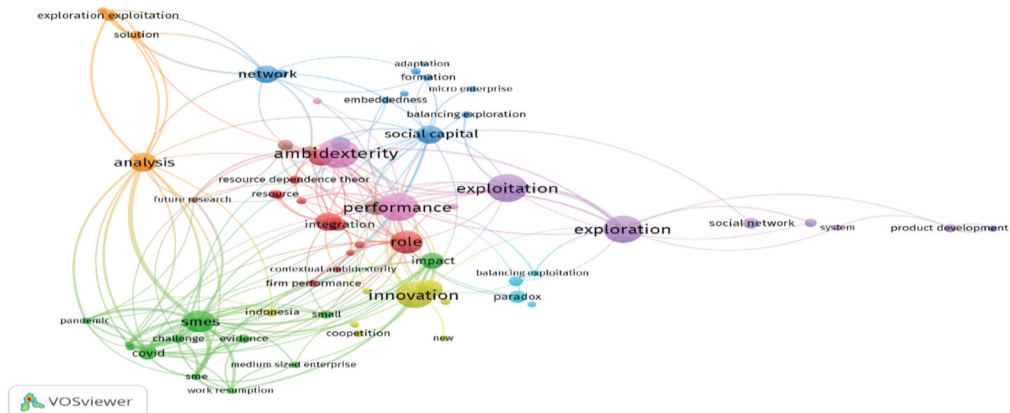 exploration exploitation
solution
network
adaptation
formation
micro enterprise
embeddedness
balancing exploration
social capital
ambidexterity
analysis
resource dependence theor
exploitation
resource
future research
performance
integration
social network
system
product development
exploration
role
impact
contextual ambidexterity
balancing exploitation
firm performance
innovation
paradox
indonesia
small
pandemic
smes
coopetition
challenge
evidence
new
covid
medium sized enterprise
sme
work resumption
VOSviewer